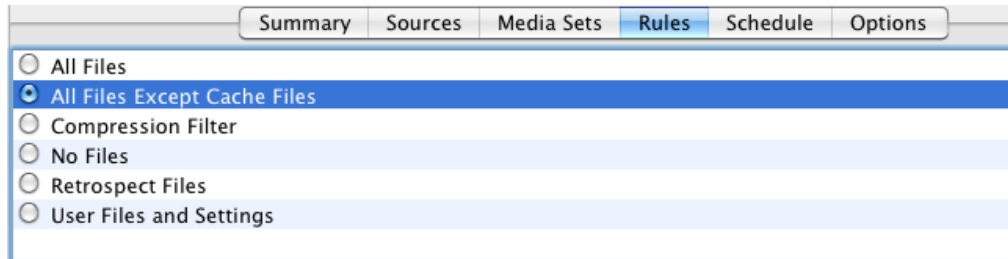 Summary Sources Media Sets Rules Schedule Options
All Files
All Files Except Cache Files
Compression Filter
No Files
Retrospect Files
User Files and Settings